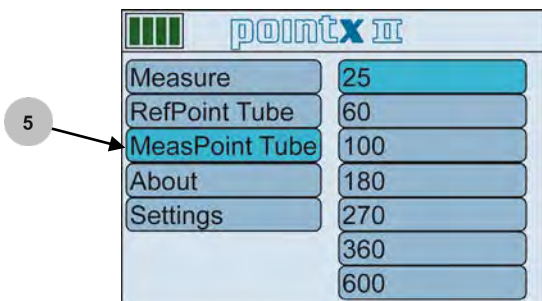 pointx II
5
Measure
RefPoint Tube
MeasPoint Tube
About
Settings
25
60
100
180
270
360
600